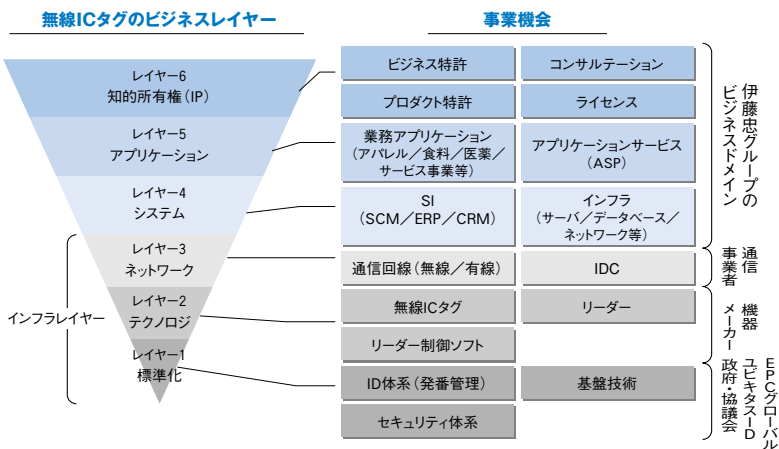 無線ICタグのビジネスレイヤー
事業機会
レイヤー6
知的所有権(IP)
レイヤー5
アプリケーション
レイヤー4
システム
レイヤー3
ネットワーク
レイヤー2
テクノロジ
レイヤー1
標準化
インフラレイヤー
ビジネス特許
コンサルテーション
プロダクト特許
ライセンス
業務アプリケーション
(アパレル/食料/医薬/
サービス事業等)
アプリケーションサービス
(ASP)
SI
(SCM/ERP/CRM)
インフラ
(サーバ/データベース/
ネットワーク等)
通信回線(無線/有線)
IDC
無線ICタグ
リーダー
リーダー制御ソフト
ID体系(発番管理)
基盤技術
セキュリティ体系
伊藤忠グループの
ビジネスドメイン
通信
事業者
機器
メーカー
EPCグローバル
ユビキタスID
政府・協議会